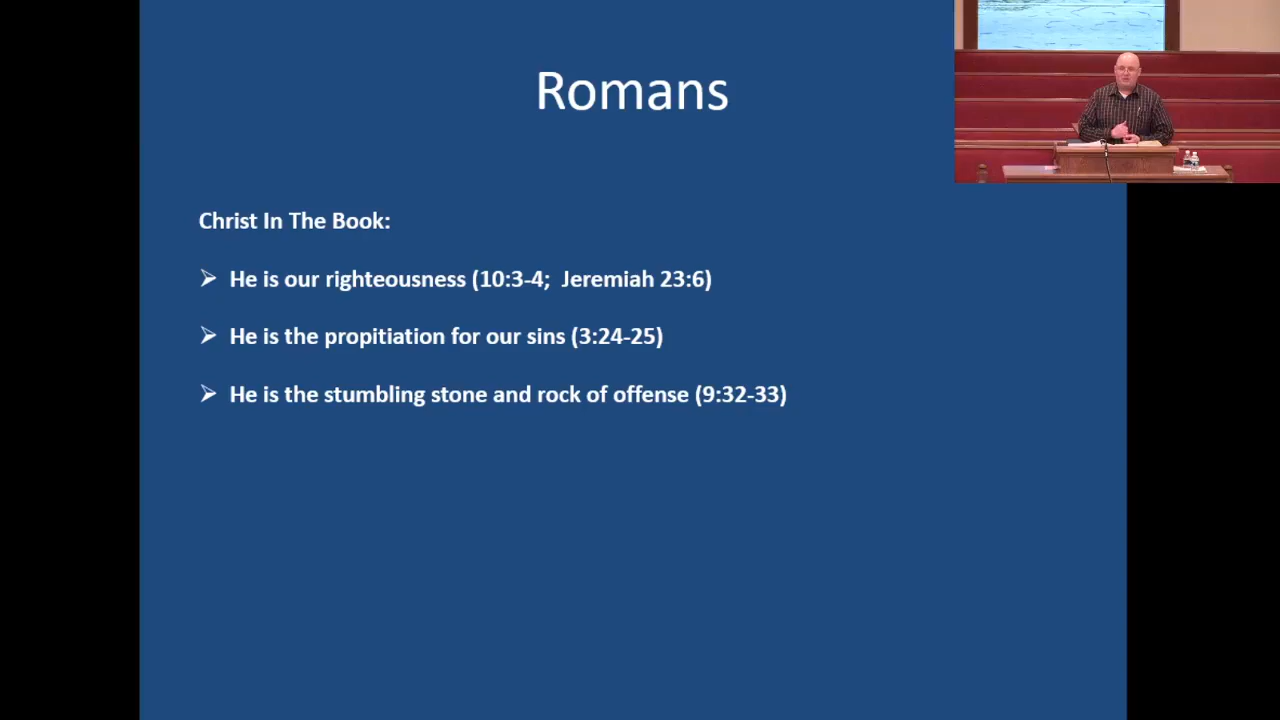 Romans
Christ In The Book:
➢ He is our righteousness (10:3-4;  Jeremiah 23:6)
➢ He is the propitiation for our sins (3:24-25)
➢ He is the stumbling stone and rock of offense (9:32-33)